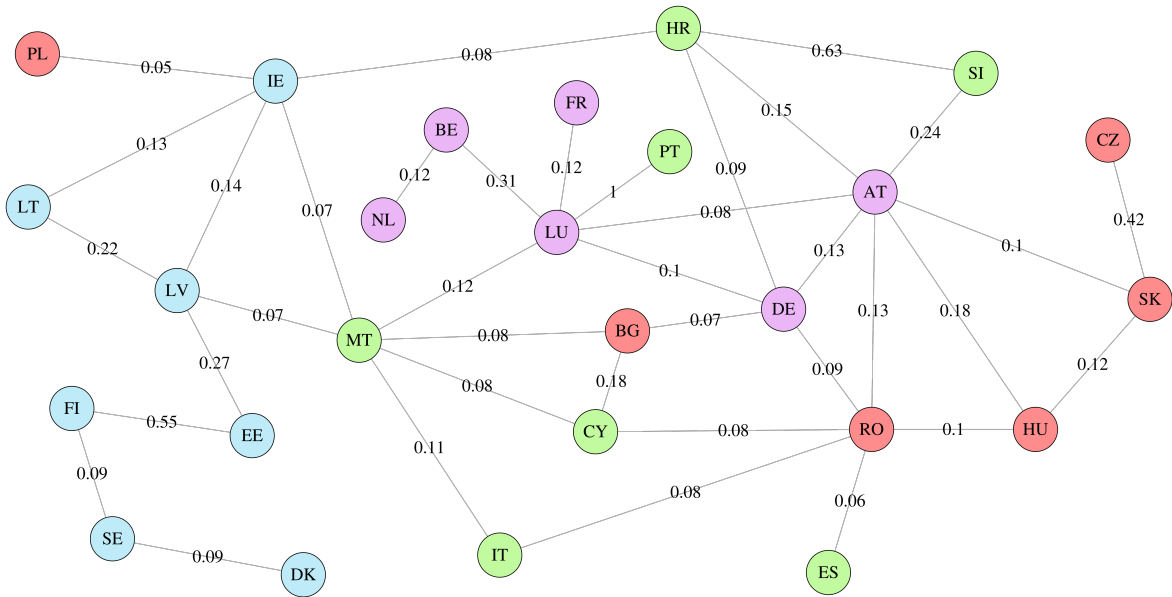 HR
PL
0.05
0.08
0.63
SI
IE
FR
0.15
BE
0.13
0.24
CZ
PT
0.12
0.09
0.12
0.31
0.14
1
AT
LT
0.07
NL
0.08
0.42
LU
0.22
0.13
0.1
0.1
LV
0.12
SK
DE
0.07
0.07
0.13
0.18
BG
0.08
MT
0.27
0.09
0.12
0.18
0.08
FI
0.55
EE
CY
0.08
RO
0.1
HU
0.11
0.09
0.08
0.06
SE
0.09
IT
DK
ES